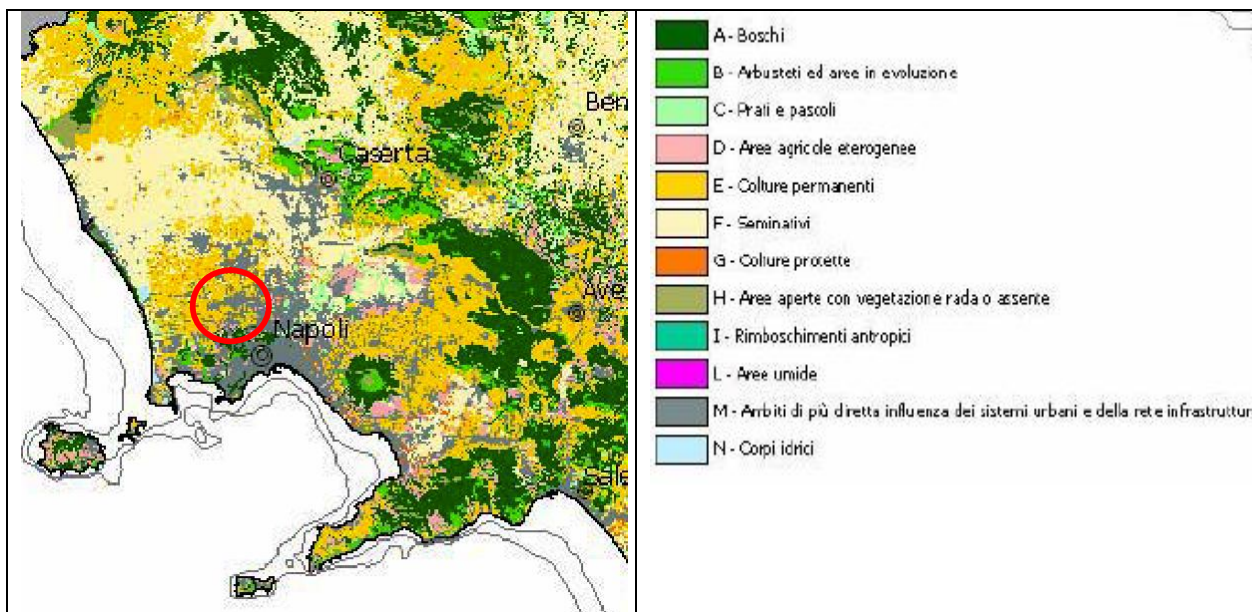 Ben
Caserta
Ave
Napoli
Sale
A - Boschi
B - Arbusteti ed aree in evoluzione
C - Prati e pascoli
D - Aree agricole eterogenee
E - Colture permanenti
F - Seminativi
G - Colture protette
H - Aree aperte con vegetazione rada o assente
I - Rimboschimenti antropici
L - Aree umide
M - Ambiti di più diretta influenza dei sistemi urbani e della rete infrastruttur
N - Corpi idrici